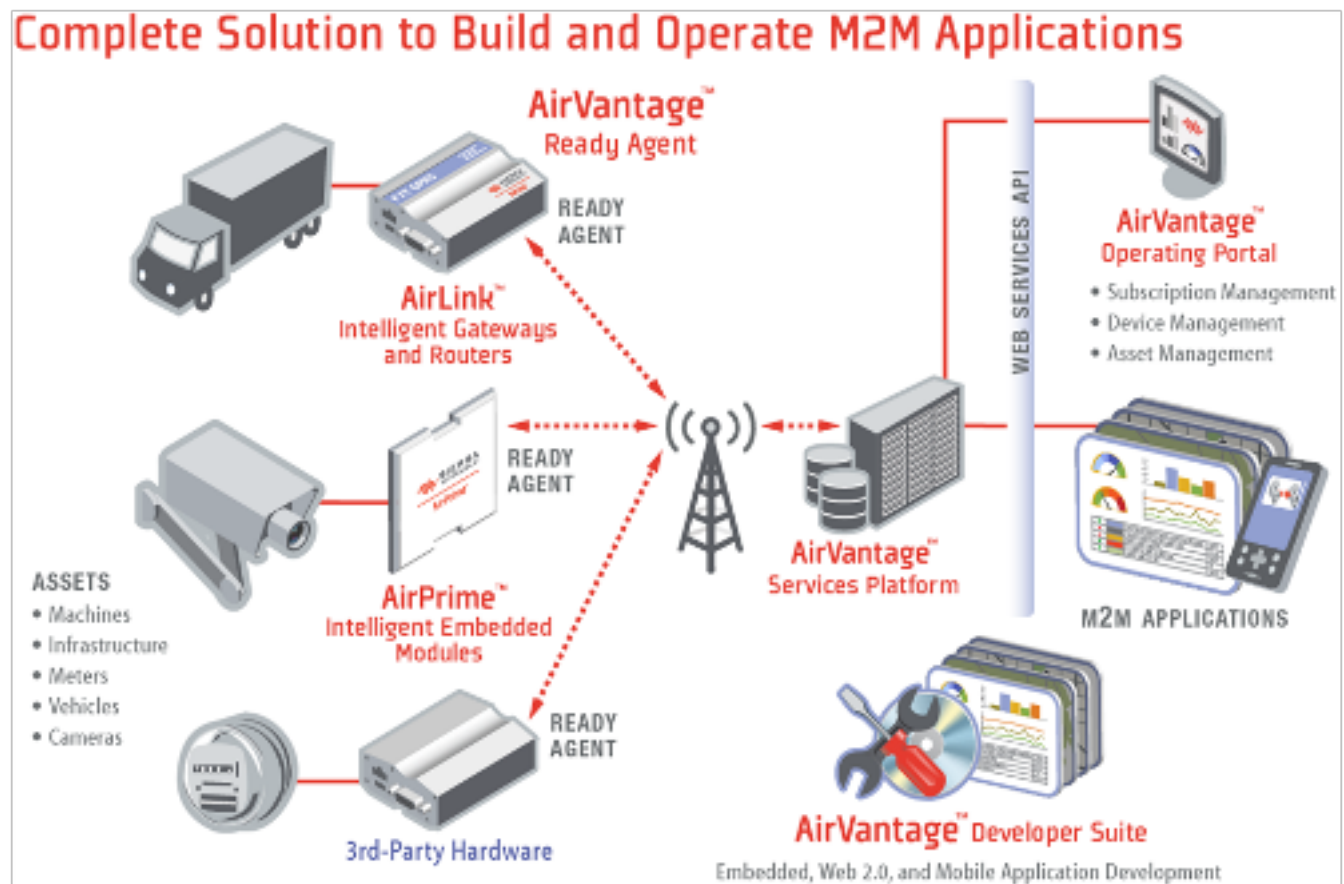 Complete Solution to Build and Operate M2M Applications
AirVantage™
Ready Agent
READY
AGENT
AirLink™
Intelligent Gateways
and Routers
WEB SERVICES API
AirVantage™
Operating Portal
• Subscription Management
• Device Management
• Asset Management
SIERRA
AirPrime™
READY
AGENT
AirPrime™
Intelligent Embedded
Modules
AirVantage™
Services Platform
M2M APPLICATIONS
ASSETS
• Machines
• Infrastructure
• Meters
• Vehicles
• Cameras
READY
AGENT
3rd-Party Hardware
AirVantage™ Developer Suite
Embedded, Web 2.0, and Mobile Application Development